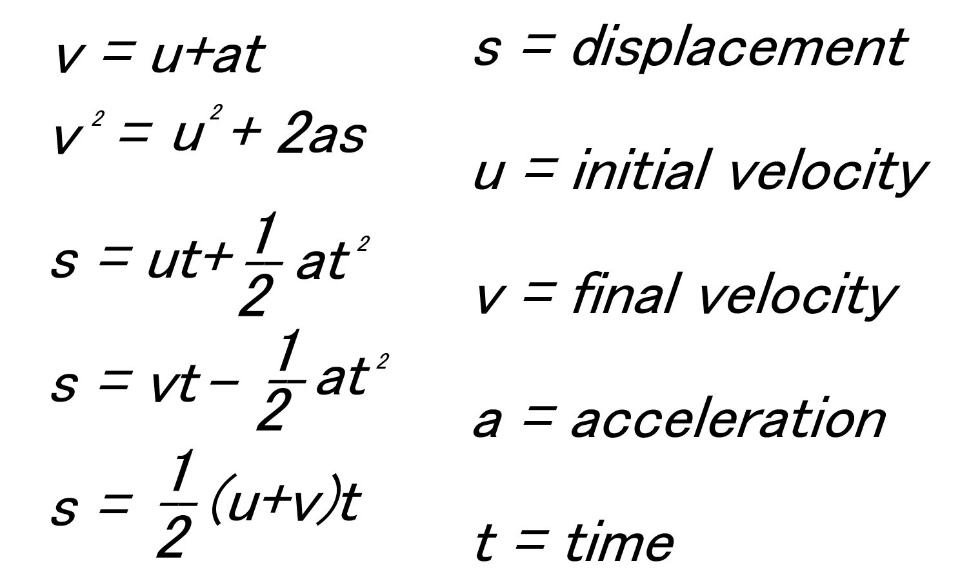 v = u+at
v² = u² + 2as
s = ut+ 1/2 at²
s = vt− 1/2 at²
s = 1/2 (u+v)t
s = displacement
u = initial velocity
v = final velocity
a = acceleration
t = time